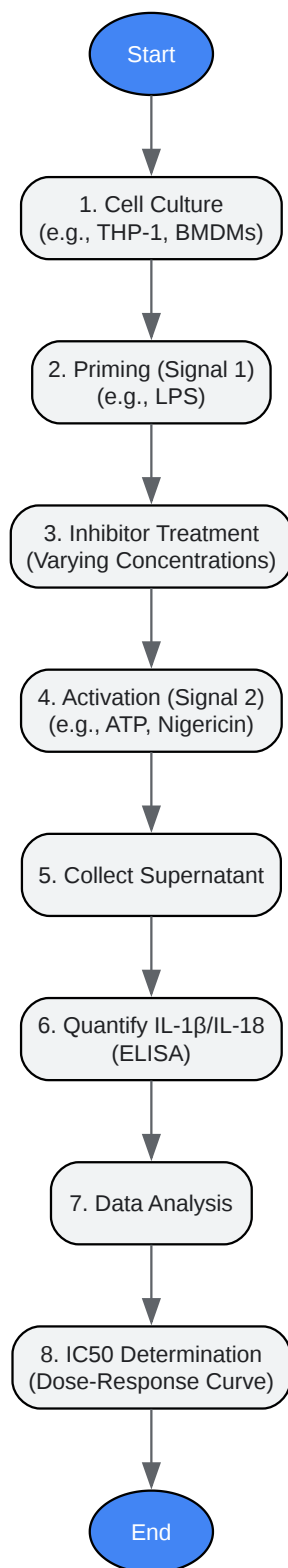 Start
1. Cell Culture
(e.g., THP-1, BMDMs)
2. Priming (Signal 1)
(e.g., LPS)
3. Inhibitor Treatment
(Varying Concentrations)
4. Activation (Signal 2)
(e.g., ATP, Nigericin)
5. Collect Supernatant
6. Quantify IL-1β/IL-18
(ELISA)
7. Data Analysis
8. IC50 Determination
(Dose-Response Curve)
End